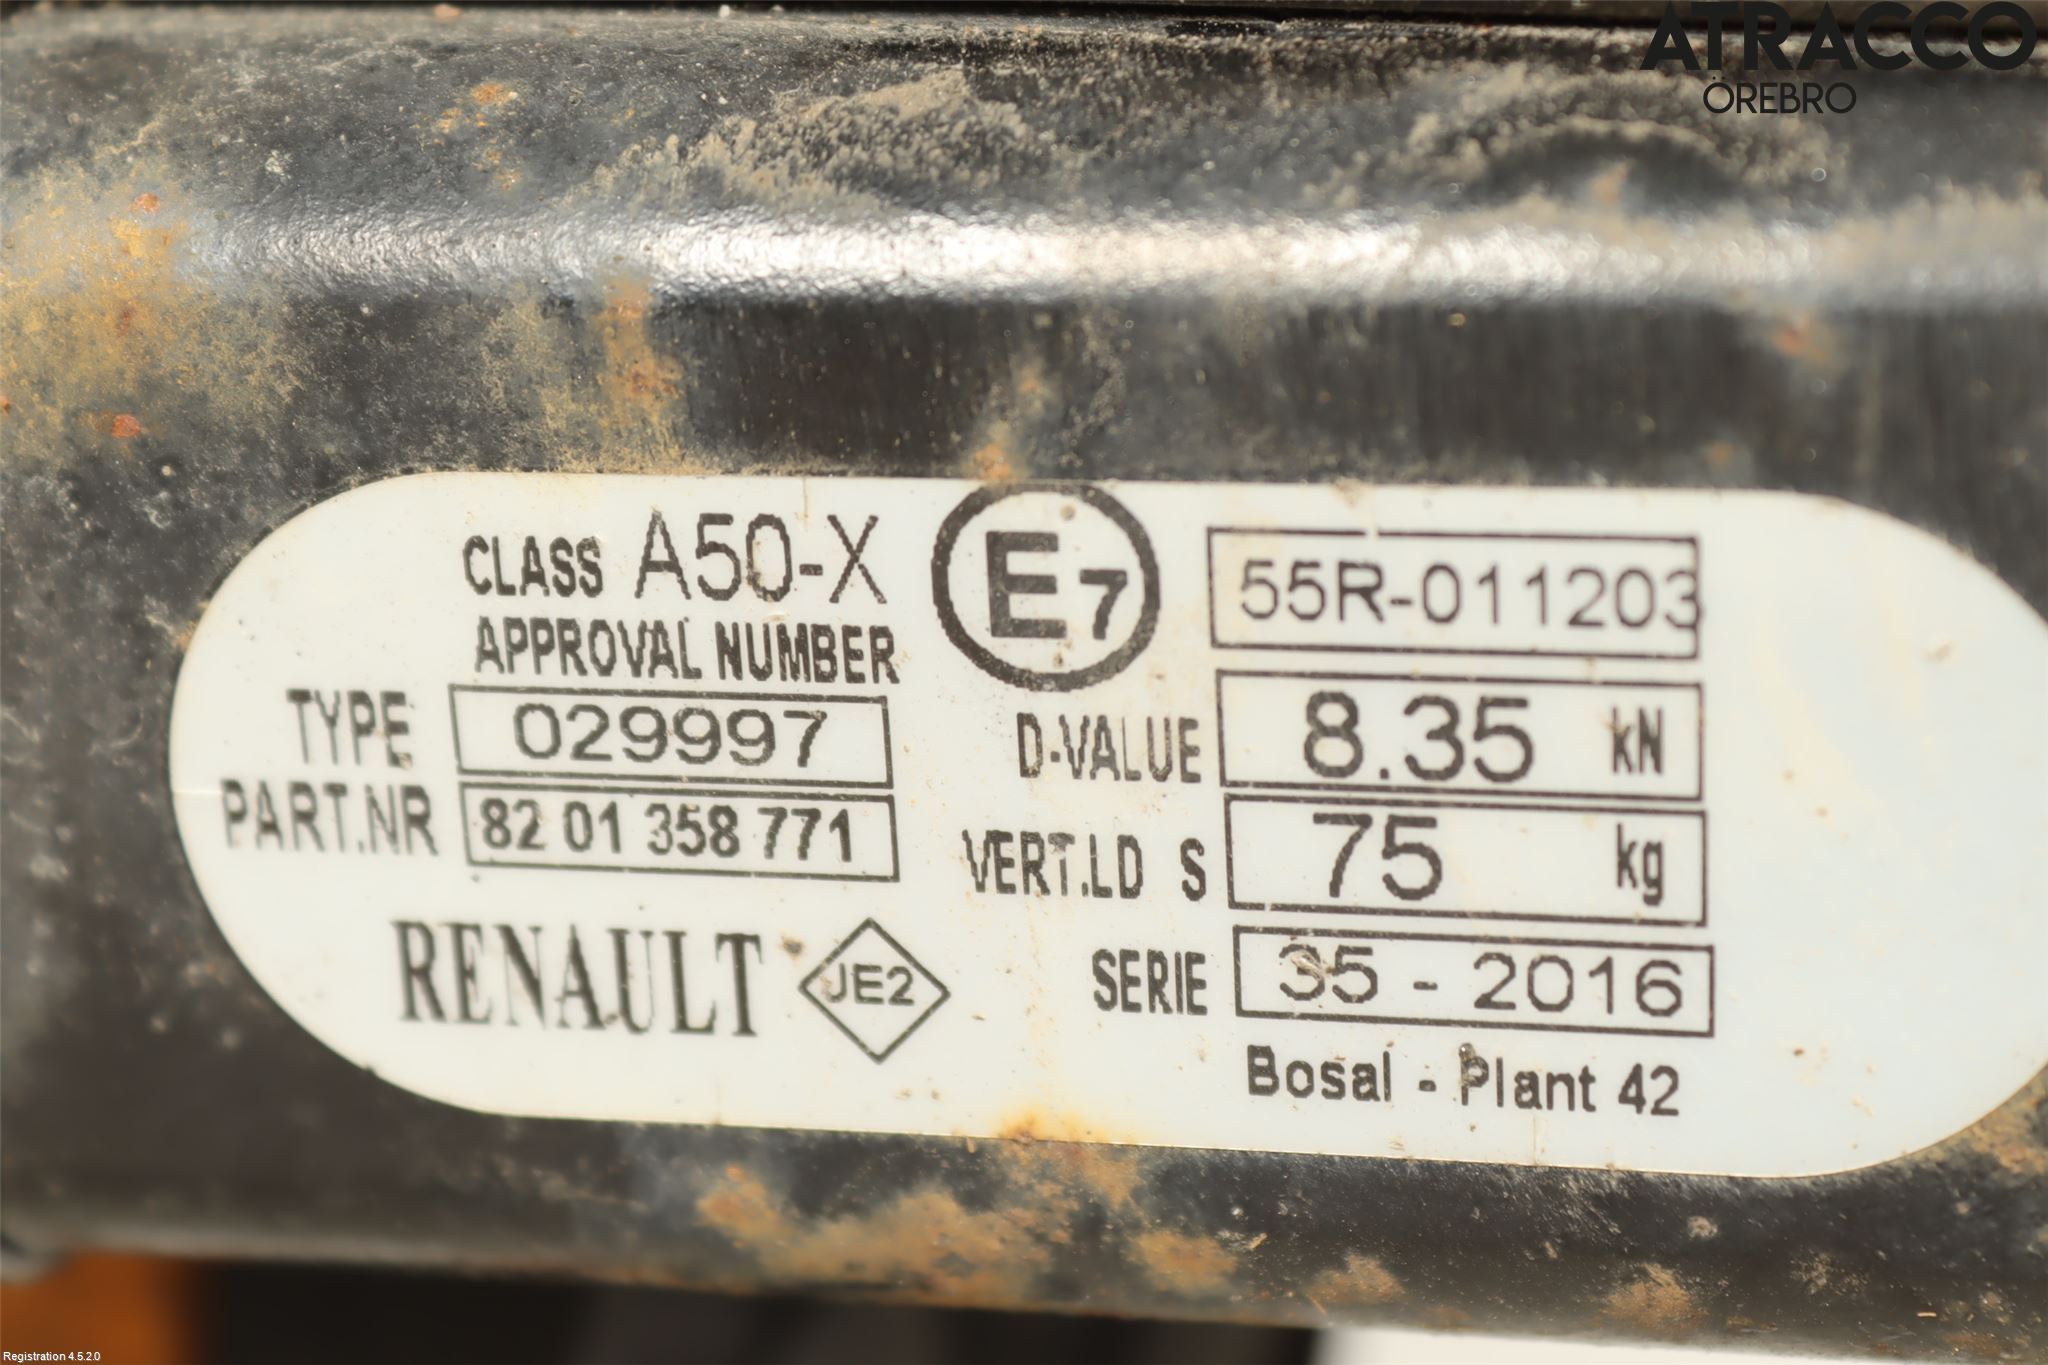 ATRACCO
ÖREBRO
CLASS A50-X
APPROVAL NUMBER
E7
55R-011203
TYPE 029997
D-VALUE 8.35 kN
PART.NR 82 01 358 771
VERT.LD S 75 kg
RENAULT JE2
SERIE 35 - 2016
Bosal - Plant 42
Registration 4.5.2.0